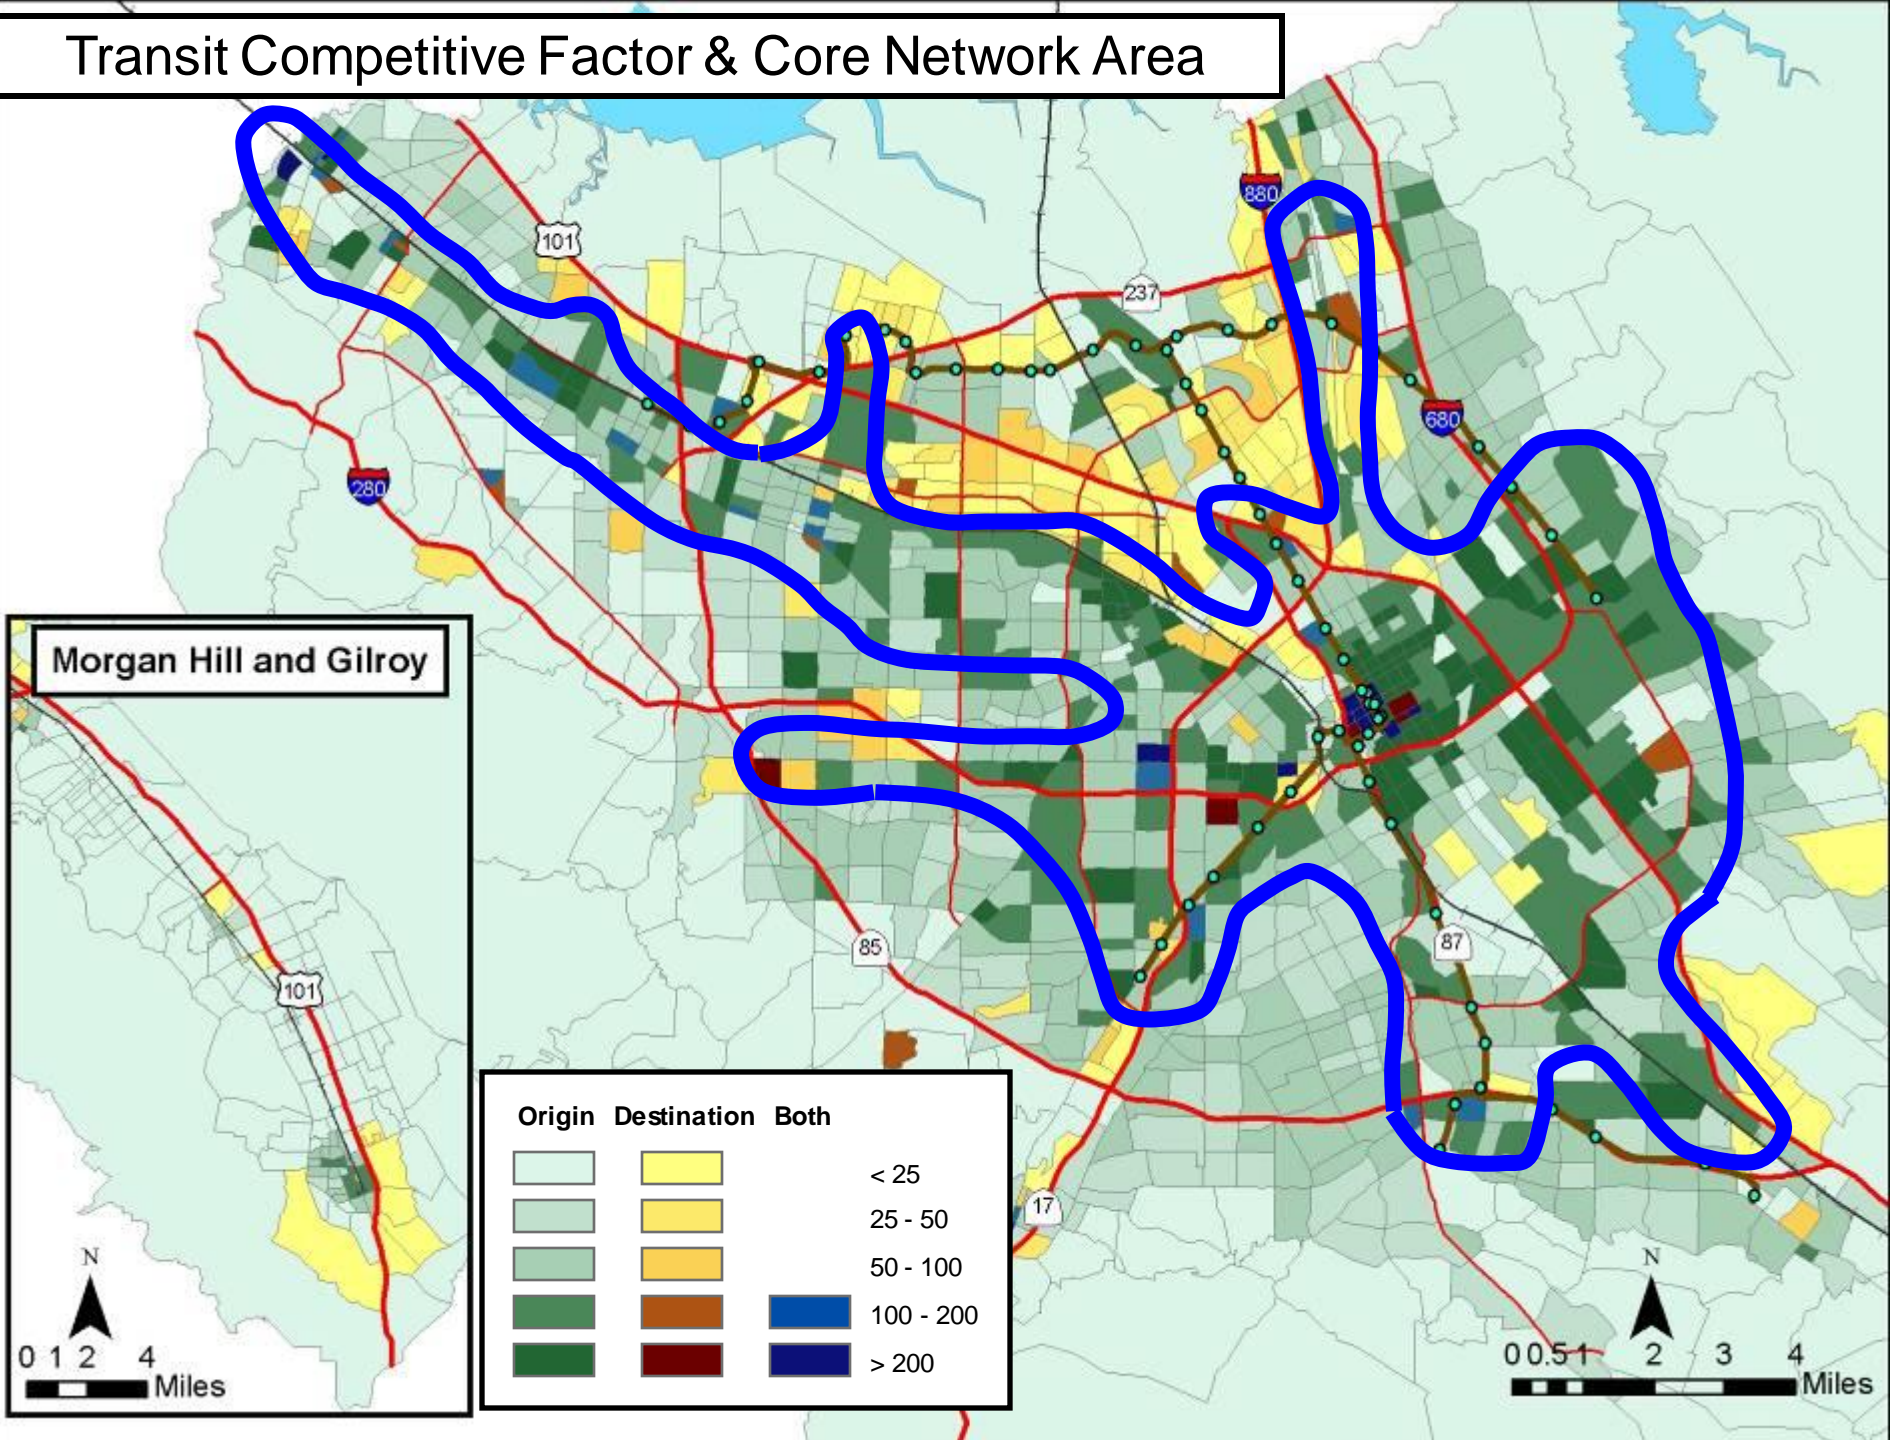 Transit Competitive Factor & Core Network Area
880
101
237
680
280
Morgan Hill and Gilroy
101
85
87
17
Origin Destination Both
< 25
25 - 50
50 - 100
100 - 200
> 200
N
0 1 2 4
Miles
N
0 0.5 1 2 3 4
Miles